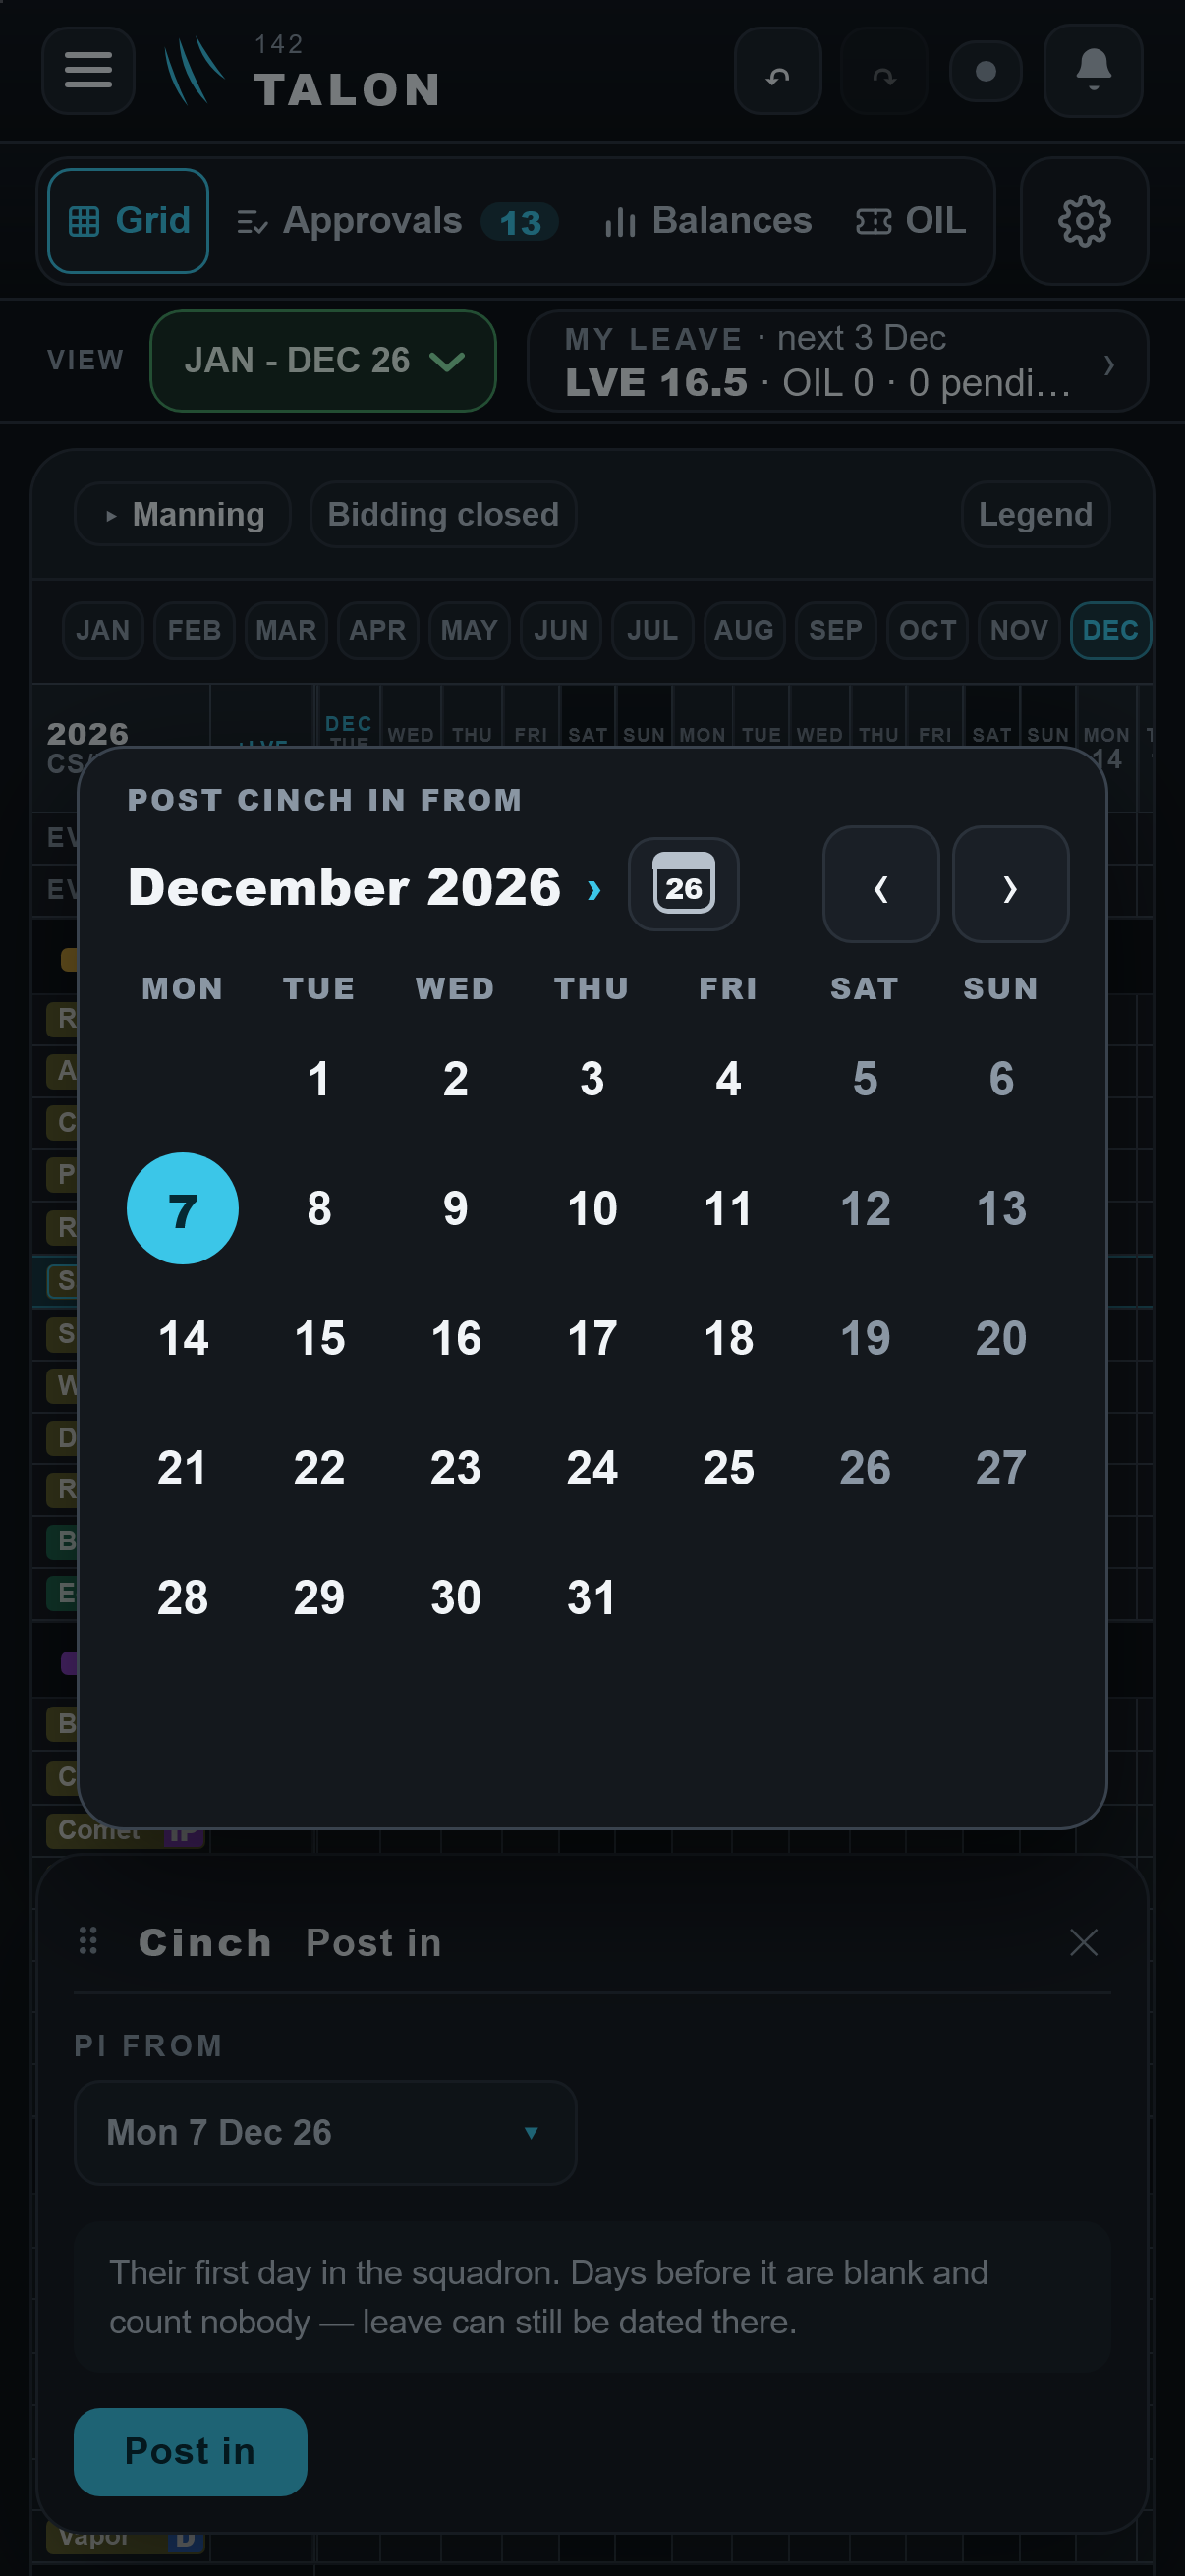 142
TALON
Grid Approvals 13 Balances OIL
VIEW JAN - DEC 26
MY LEAVE · next 3 Dec
LVE 16.5 · OIL 0 · 0 pendi…
Manning Bidding closed Legend
JAN FEB MAR APR MAY JUN JUL AUG SEP OCT NOV DEC
2026
DEC
WED THU FRI SAT SUN MON TUE WED THU FRI SAT SUN MON
14
POST CINCH IN FROM
December 2026 › 26 ‹ ›
MON TUE WED THU FRI SAT SUN
1 2 3 4 5 6
7 8 9 10 11 12 13
14 15 16 17 18 19 20
21 22 23 24 25 26 27
28 29 30 31
Comet IP
Cinch Post in
PI FROM
Mon 7 Dec 26
Their first day in the squadron. Days before it are blank and
count nobody — leave can still be dated there.
Post in
Vapor D